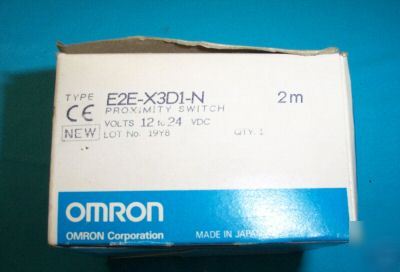 TYPE E2E-X3D1-N 2m
CE PROXIMITY SWITCH
VOLTS 12 to 24 VDC
NEW LOT No. 19Y8 QTY. 1
OMRON
OMRON Corporation MADE IN JAPAN